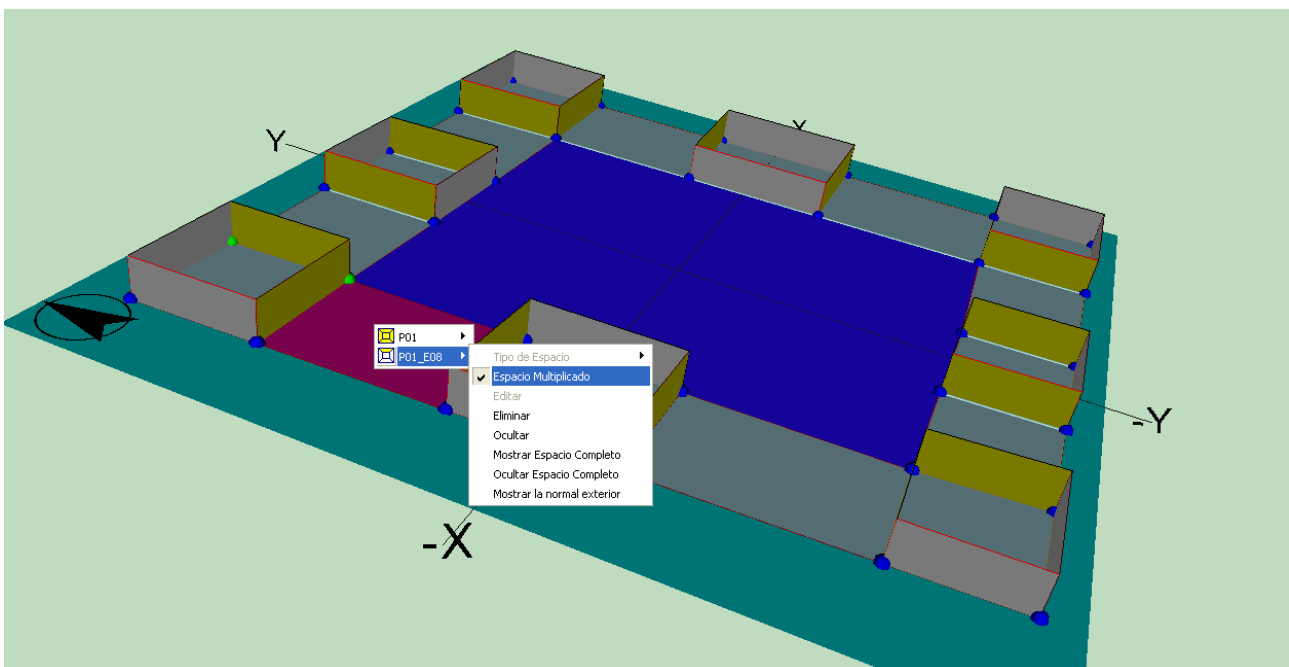 X
Y
P01
P01_E08
Tipo de Espacio
Espacio Multiplicado
Editar
Eliminar
Ocultar
Mostrar Espacio Completo
Ocultar Espacio Completo
Mostrar la normal exterior
-Y
-X